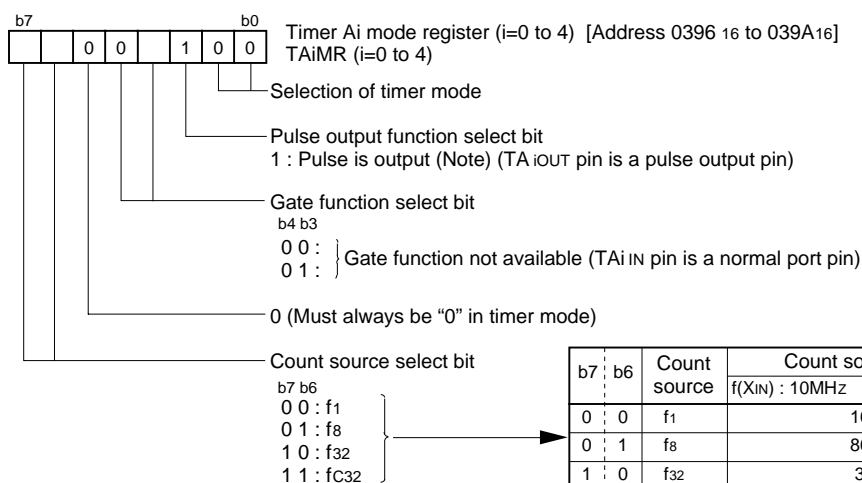 b7 b0
0 0 1 0 0
Timer Ai mode register (i=0 to 4) [Address 0396 16 to 039A16]
TAiMR (i=0 to 4)
Selection of timer mode
Pulse output function select bit
1 : Pulse is output (Note) (TA iOUT pin is a pulse output pin)
Gate function select bit
b4 b3
0 0 :
0 1 :
Gate function not available (TAi IN pin is a normal port pin)
0 (Must always be “0” in timer mode)
Count source select bit
b7 b6
0 0 : f1
0 1 : f8
1 0 : f32
1 1 : fC32
b7 b6 Count source Count
f(XIN) : 10MHz
0 0 f1
0 1 f8
1 0 f32